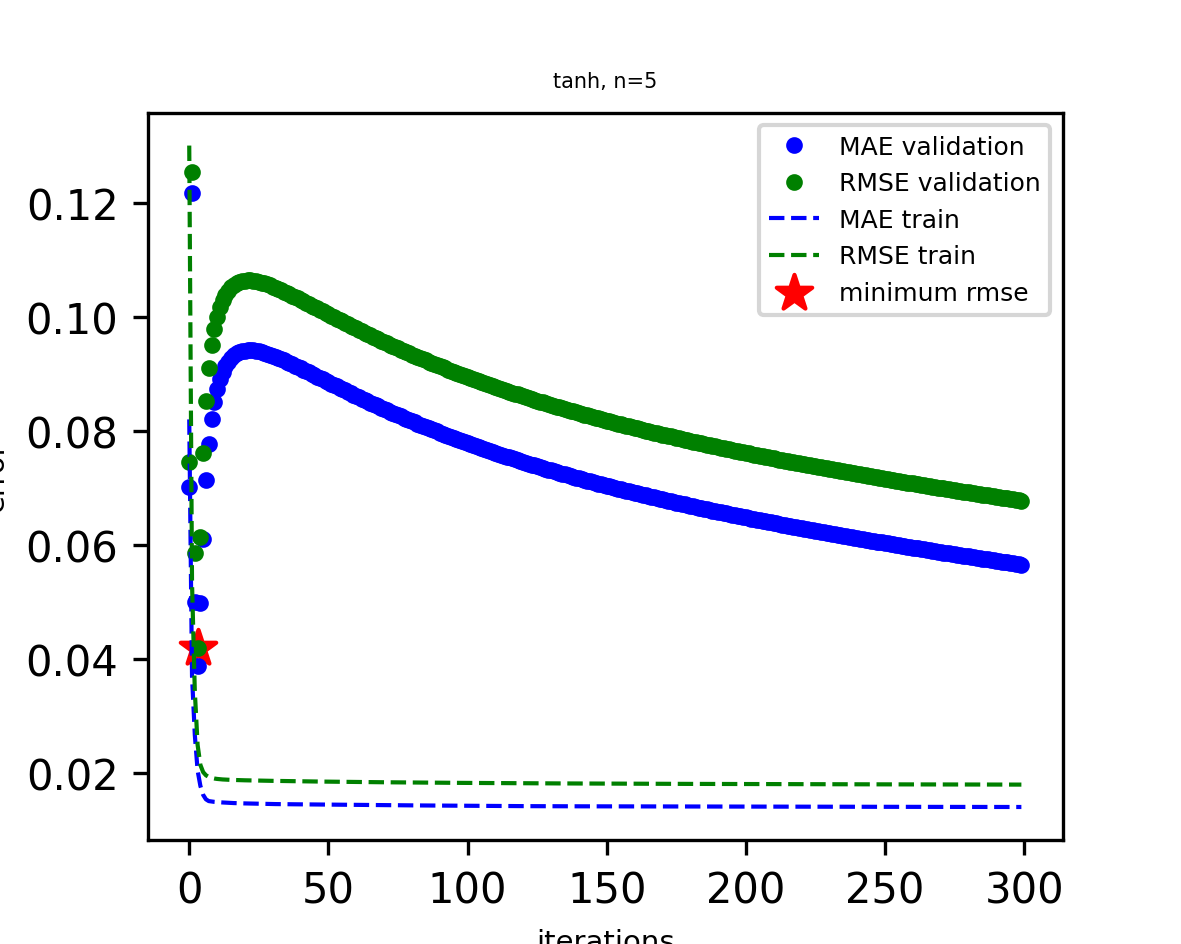 tanh, n=5
MAE validation
RMSE validation
MAE train
RMSE train
minimum rmse
0.12
0.10
0.08
0.06
0.04
0.02
0 50 100 150 200 250 300
iterations